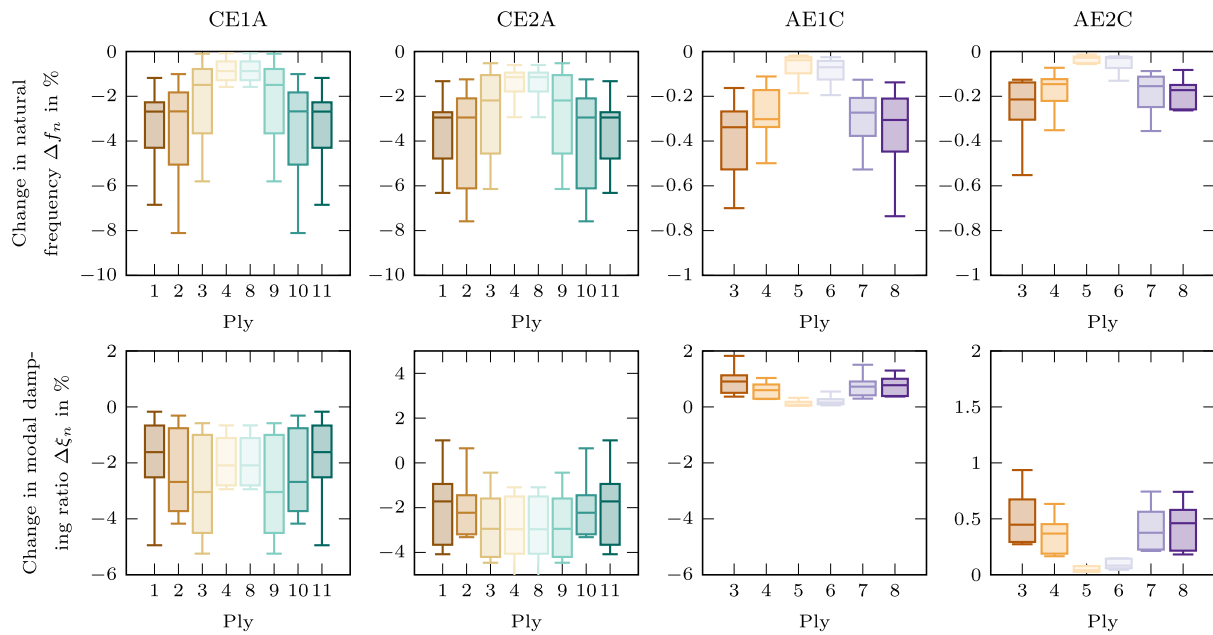 CE1A
CE2A
AE1C
AE2C
Change in natural
frequency Δfn in %
0
−2
−4
−6
−8
−10
1 2 3 4 8 9 10 11
Ply
0
−2
−4
−6
−8
−10
1 2 3 4 8 9 10 11
Ply
0
−0.2
−0.4
−0.6
−0.8
−1
3 4 5 6 7 8
Ply
0
−0.2
−0.4
−0.6
−0.8
−1
3 4 5 6 7 8
Ply
Change in modal damp-
ing ratio Δξn in %
2
0
−2
−4
−6
1 2 3 4 8 9 10 11
Ply
4
2
0
−2
−4
1 2 3 4 8 9 10 11
Ply
2
0
−2
−4
−6
3 4 5 6 7 8
Ply
2
1.5
1
0.5
0
3 4 5 6 7 8
Ply